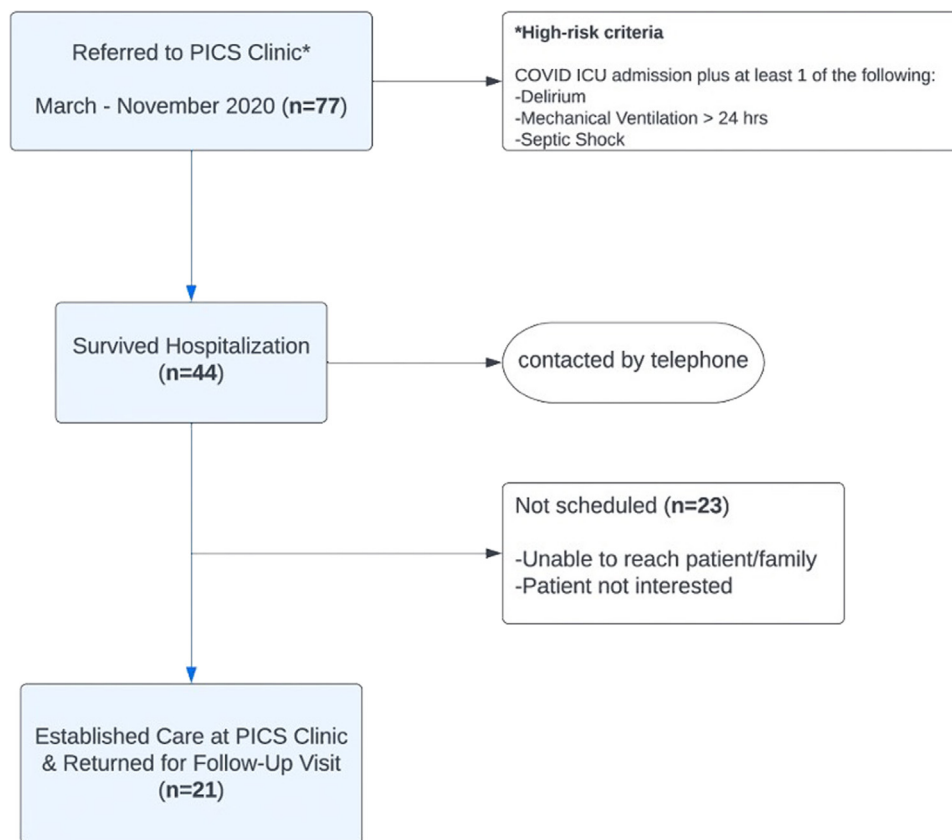 Referred to PICS Clinic*
March - November 2020 (n=77)
*High-risk criteria
COVID ICU admission plus at least 1 of the following:
-Delirium
-Mechanical Ventilation > 24 hrs
-Septic Shock
Survived Hospitalization
(n=44)
contacted by telephone
Not scheduled (n=23)
-Unable to reach patient/family
-Patient not interested
Established Care at PICS Clinic
& Returned for Follow-Up Visit
(n=21)